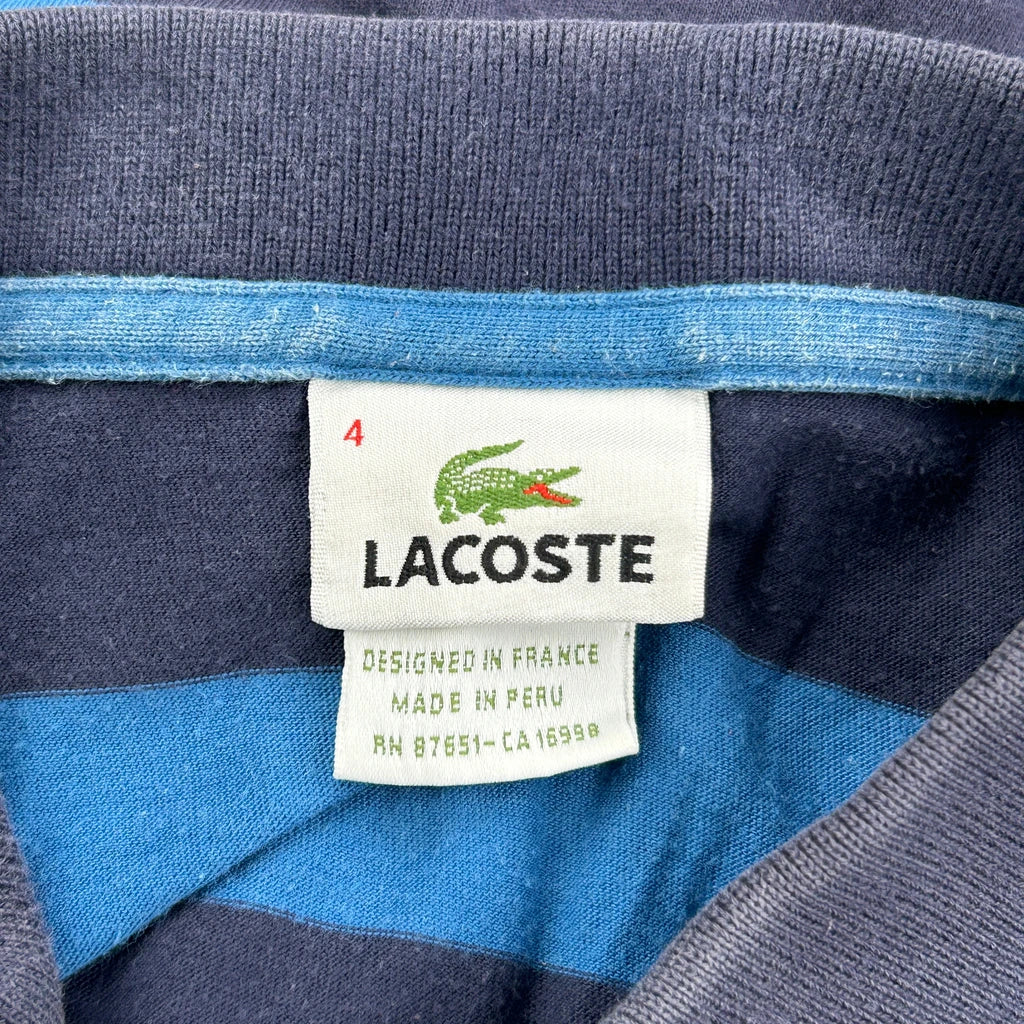 4
LACOSTE
DESIGNED IN FRANCE
MADE IN PERU
RN 87651-CA 16998